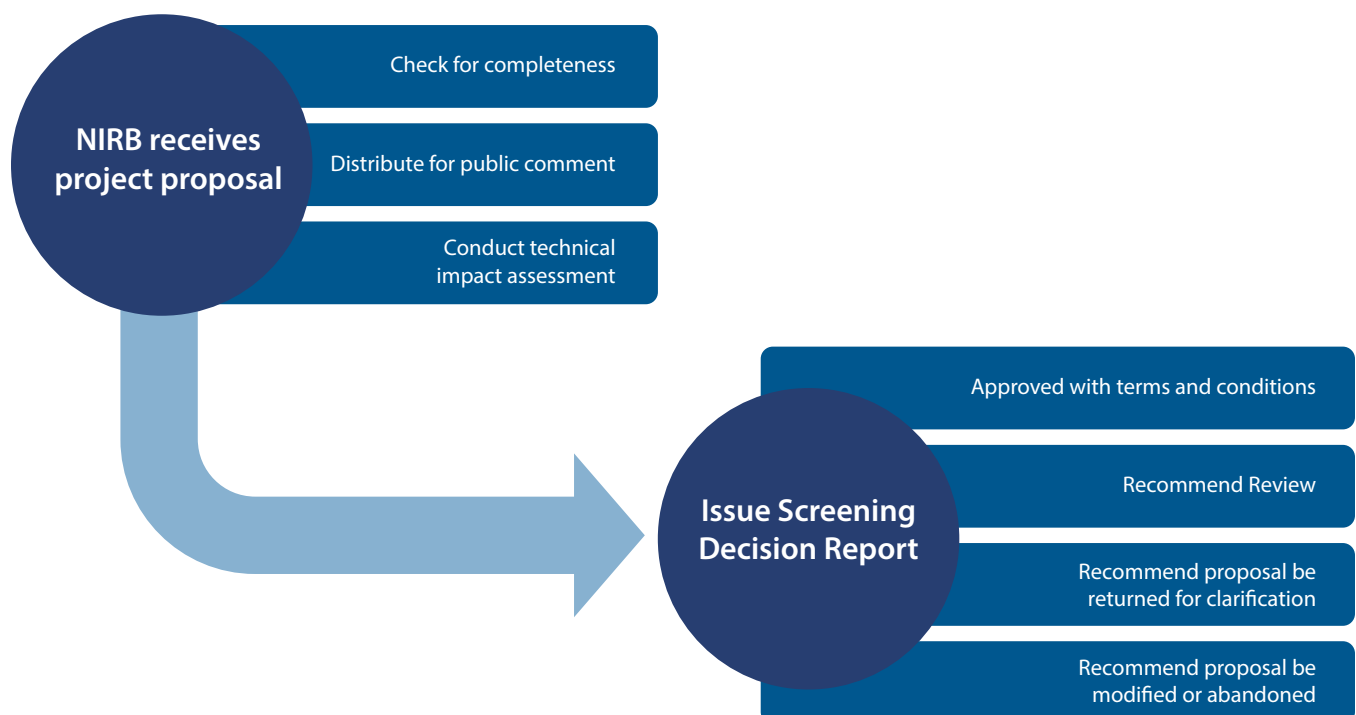 NIRB receives
project proposal
Check for completeness
Distribute for public comment
Conduct technical
impact assessment
Issue Screening
Decision Report
Approved with terms and conditions
Recommend Review
Recommend proposal be
returned for clarification
Recommend proposal be
modified or abandoned